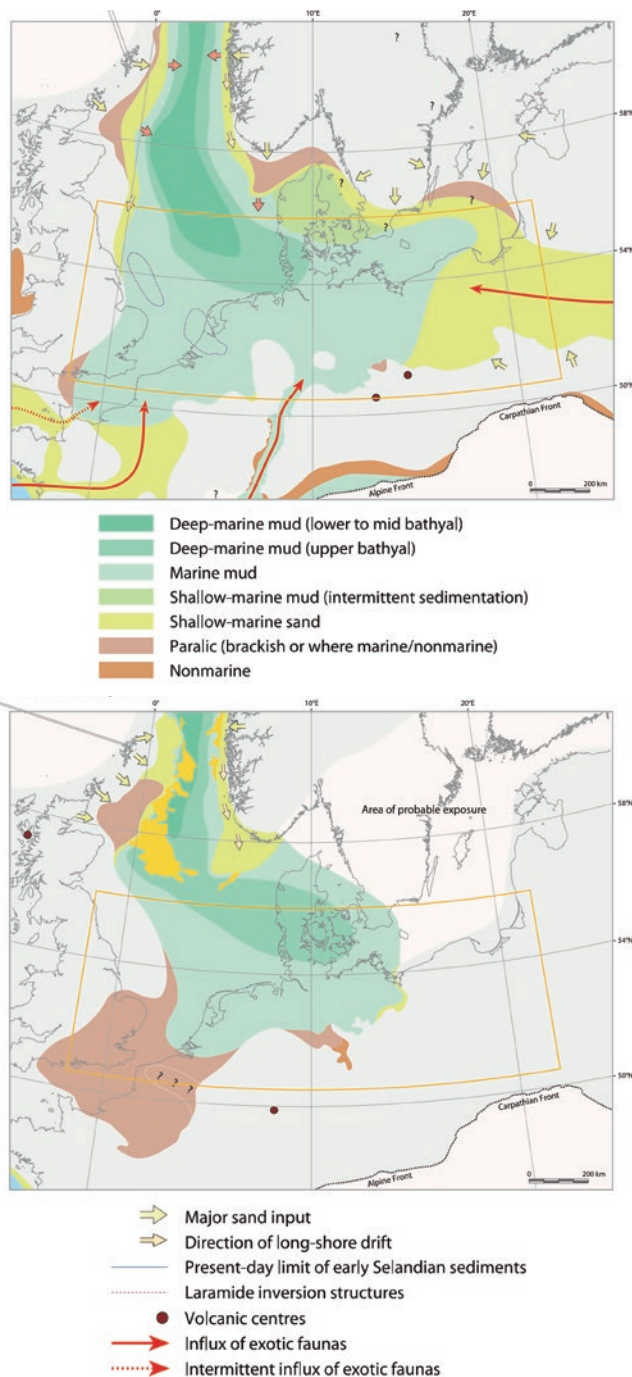 0° 10°E 20°E
?
58°N
?
?
?
?
54°N
50°N
Carpathian Front
?
Alpine Front
0 200 km
Deep-marine mud (lower to mid bathyal)
Deep-marine mud (upper bathyal)
Marine mud
Shallow-marine mud (intermittent sedimentation)
Shallow-marine sand
Paralic (brackish or where marine/nonmarine)
Nonmarine
0° 10°E 20°E
58°N
Area of probable exposure
54°N
50°N
? ? ?
Carpathian Front
Alpine Front
0 200 km
Major sand input
Direction of long-shore drift
Present-day limit of early Selandian sediments
Laramide inversion structures
Volcanic centres
Influx of exotic faunas
Intermittent influx of exotic faunas